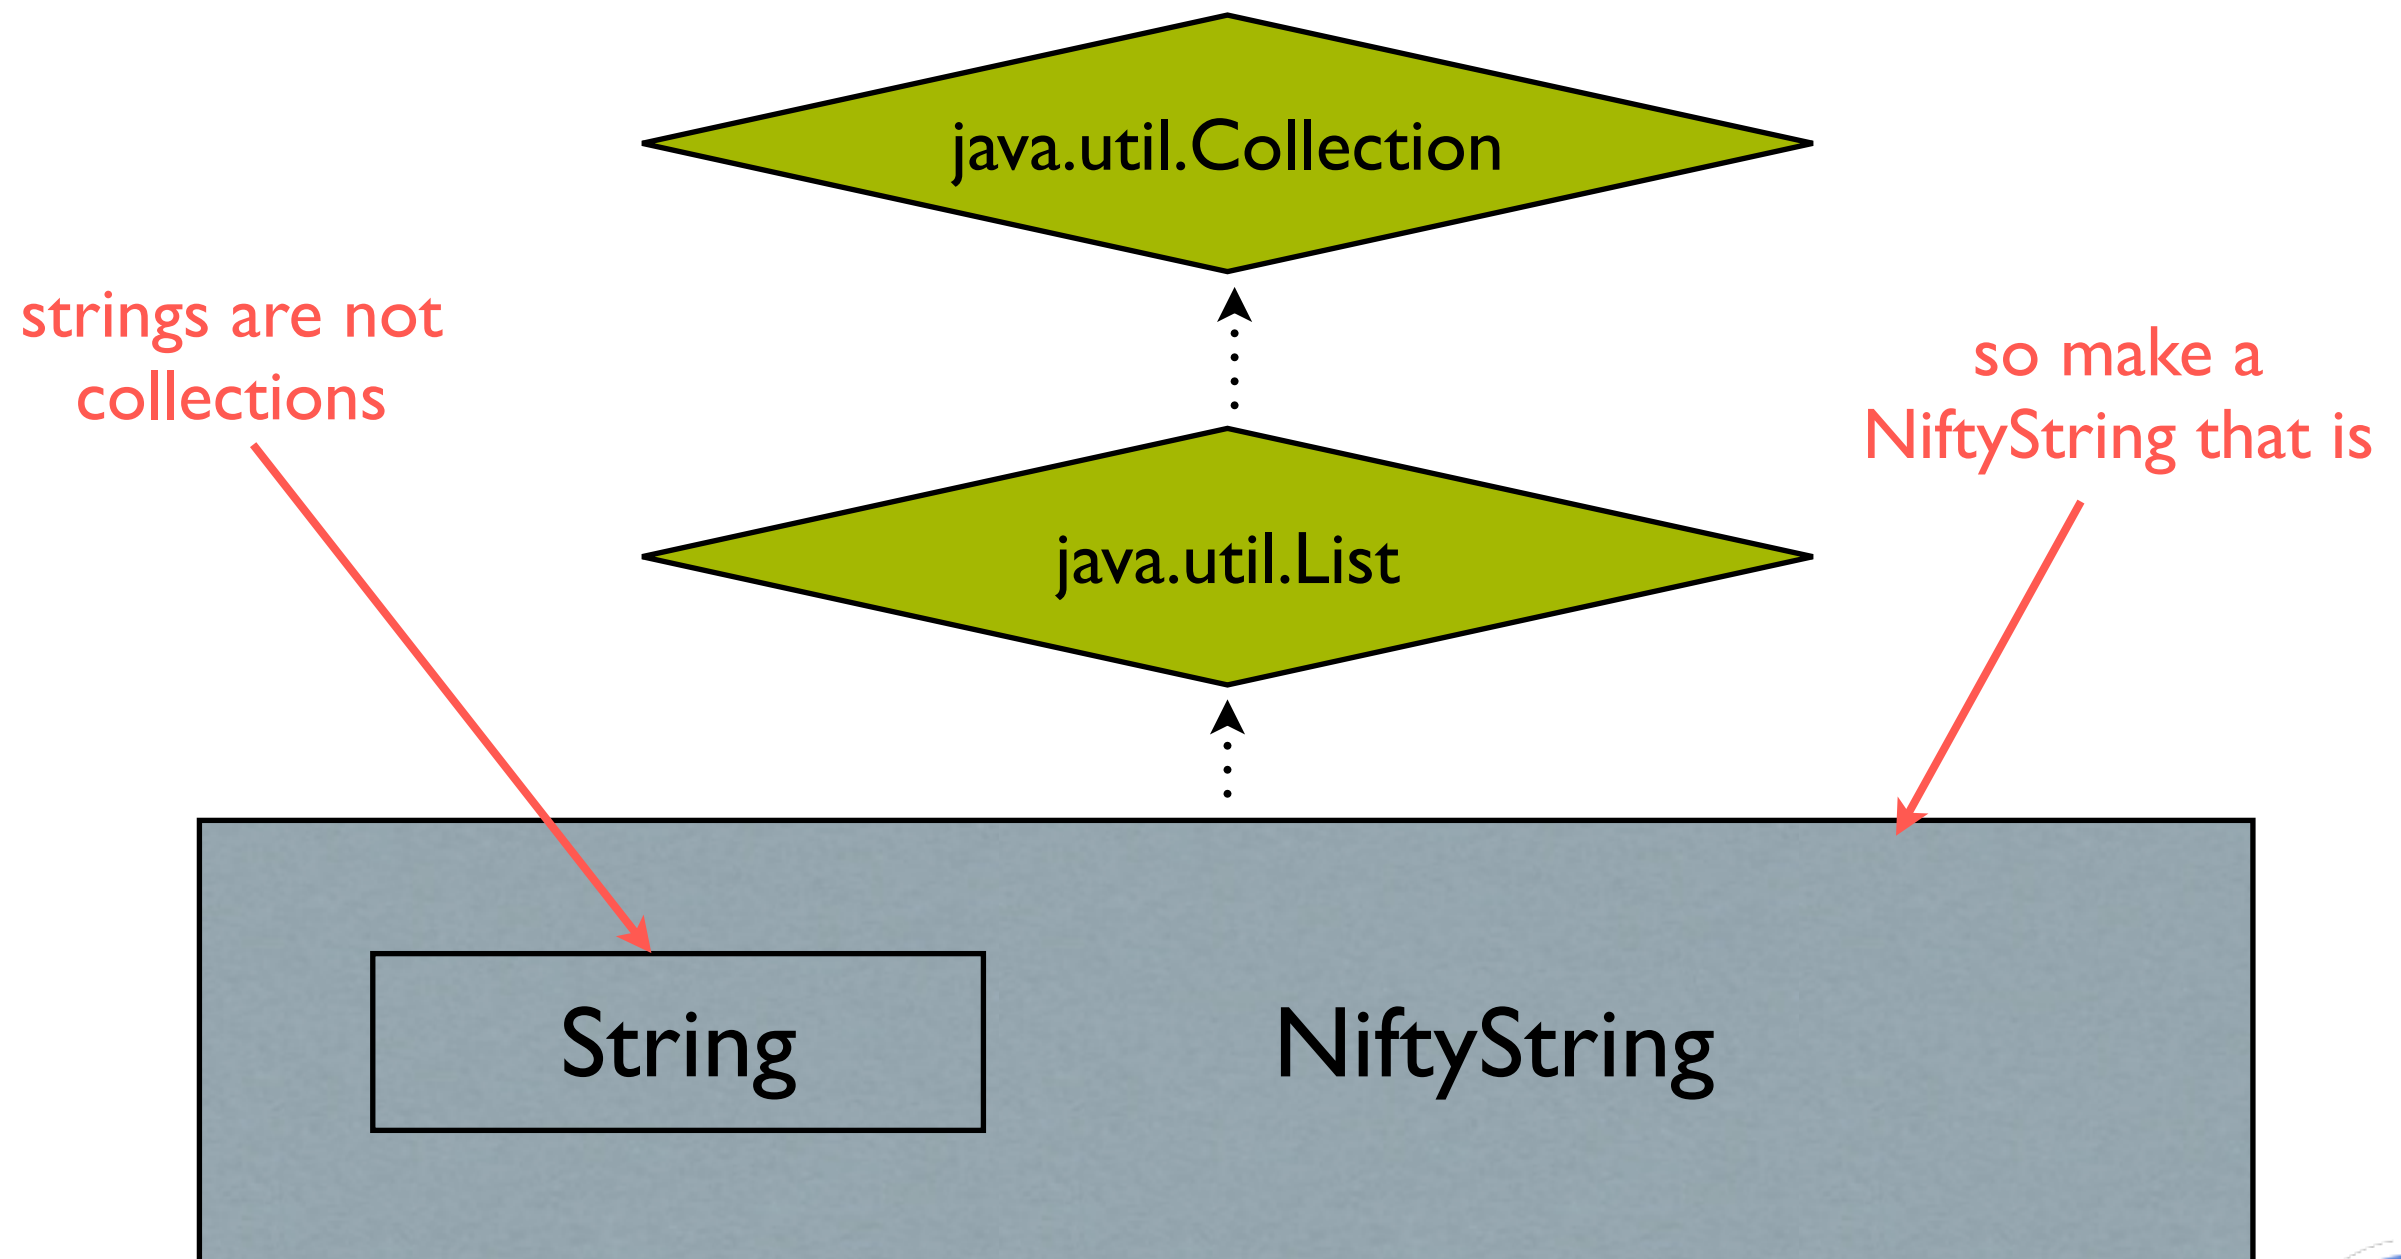 java.util.Collection
strings are not
collections
so make a
NiftyString that is
java.util.List
String
NiftyString